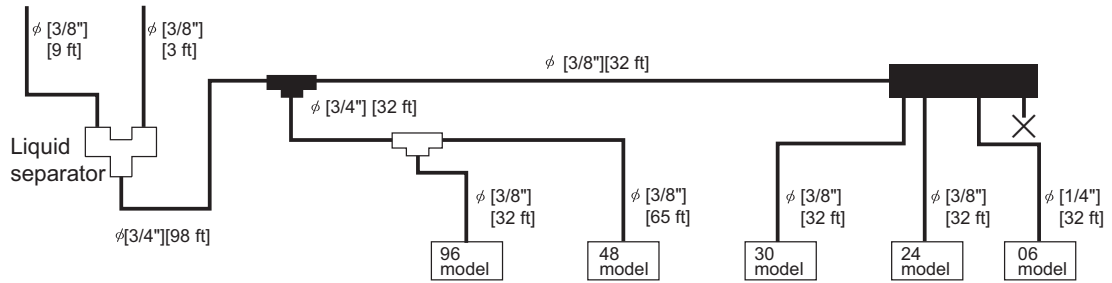 ϕ [3/8"]
[9 ft]
ϕ [3/8"]
[3 ft]
ϕ [3/8"][32 ft]
ϕ [3/4"] [32 ft]
Liquid
separator
ϕ[3/4"][98 ft]
ϕ [3/8"]
[32 ft]
ϕ [3/8"]
[65 ft]
ϕ [3/8"]
[32 ft]
ϕ [3/8"]
[32 ft]
ϕ [1/4"]
[32 ft]
96
model
48
model
30
model
24
model
06
model